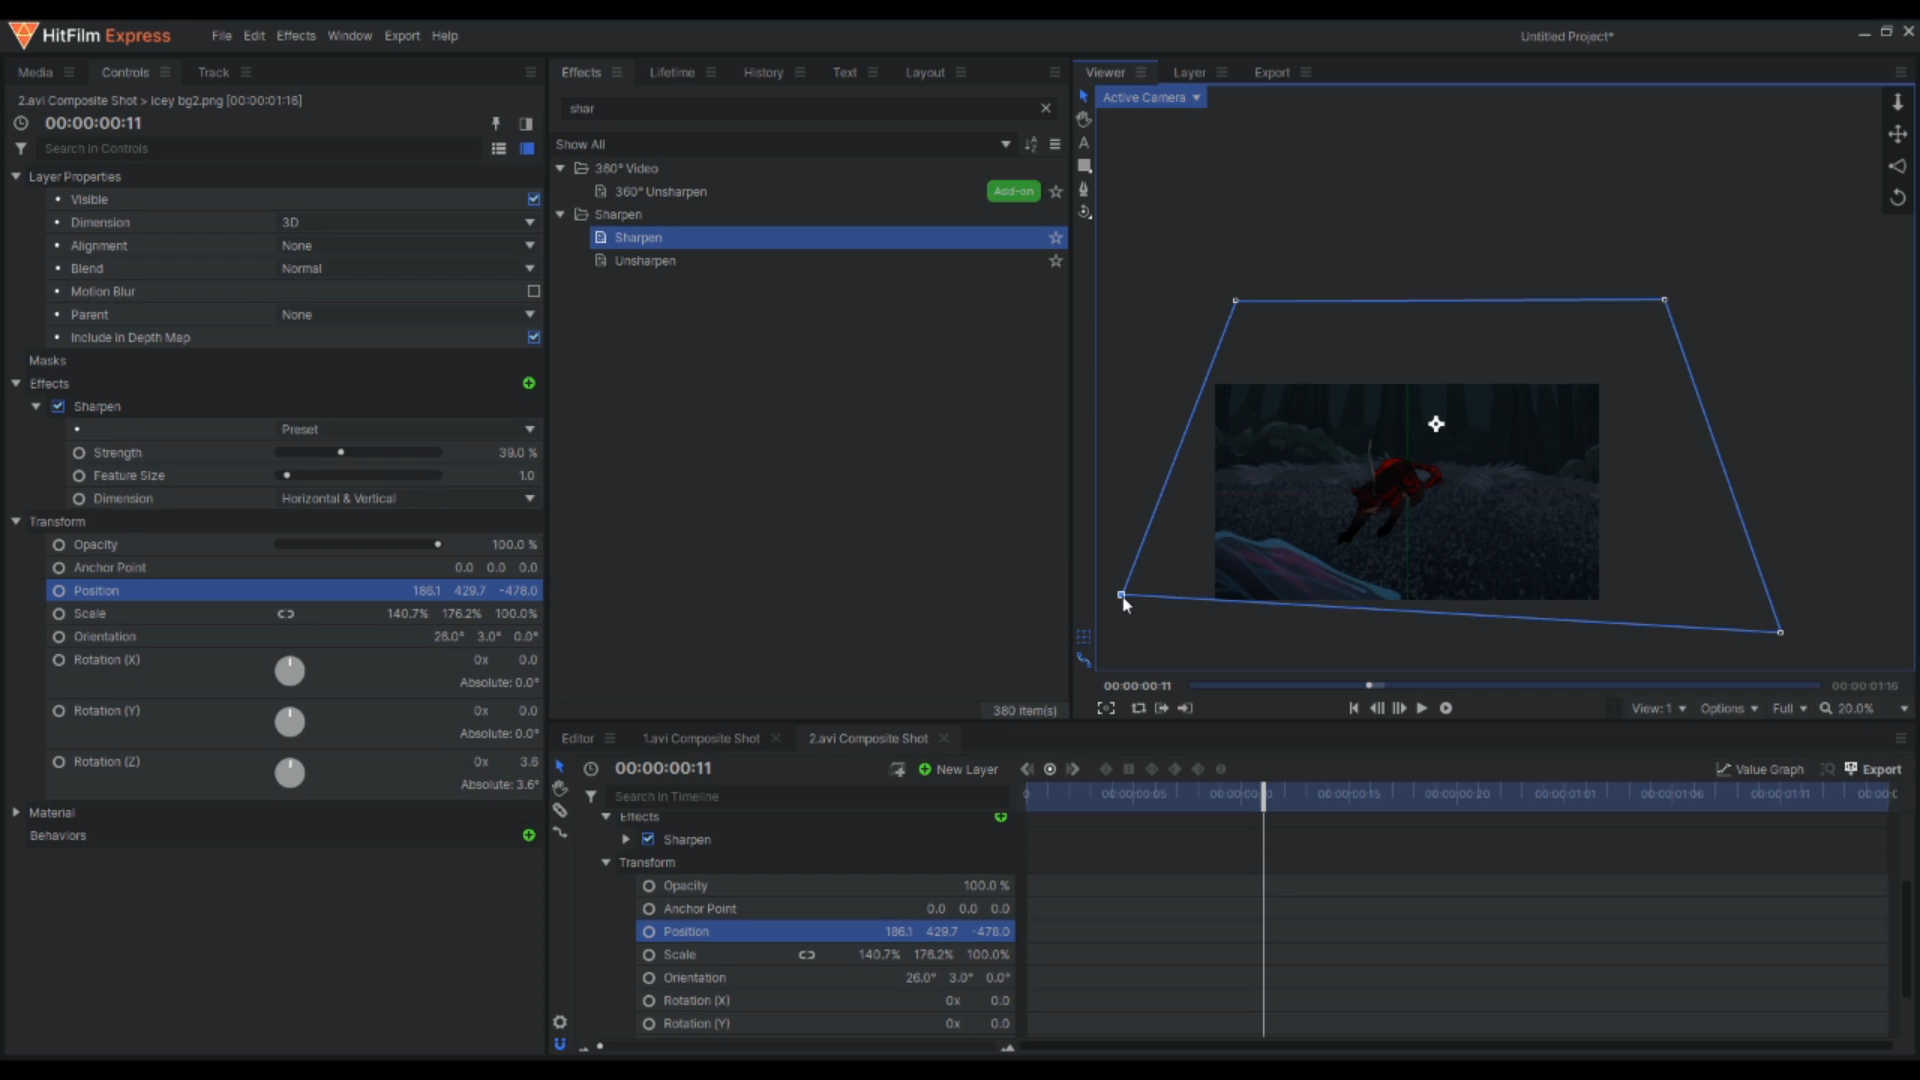 HitFilm Express
File Edit Effects Window Export Help
Untitled Project*
Media Controls Track
2.avi Composite Shot > icey bg2.png [00:00:01:16]
00:00:00:11
Search in Controls
Layer Properties
Visible
Dimension 3D
Alignment None
Blend Normal
Motion Blur
Parent None
Include in Depth Map
Masks
Effects
Sharpen
Preset
Strength 39.0 %
Feature Size 1.0
Dimension Horizontal & Vertical
Transform
Opacity 100.0 %
Anchor Point 0.0 0.0 0.0
Position 186.1 429.7 -478.0
Scale 140.7% 176.2% 100.0%
Orientation 26.0° 3.0° 0.0°
Rotation (X) 0x 0.0
Absolute: 0.0°
Rotation (Y) 0x 0.0
Absolute: 0.0°
Rotation (Z) 0x 3.6
Absolute: 3.6°
Material
Behaviors
Effects Lifetime History Text Layout
shar
Show All
360° Video
360° Unsharpen Add-on
Sharpen
Sharpen
Unsharpen
380 item(s)
Viewer Layer Export
Active Camera
00:00:00:11 00:00:01:16
View: 1 Options Full 20.0%
Editor 1.avi Composite Shot 2.avi Composite Shot
00:00:00:11 New Layer Value Graph Export
Search in Timeline
0 00:00:00:05 00:00:00:15 00:00:00:20 00:00:01:01 00:00:01:06 00:00:01:11
Effects
Sharpen
Transform
Opacity 100.0 %
Anchor Point 0.0 0.0 0.0
Position 186.1 429.7 -478.0
Scale 140.7% 176.2% 100.0%
Orientation 26.0° 3.0° 0.0°
Rotation (X) 0x 0.0
Rotation (Y) 0x 0.0